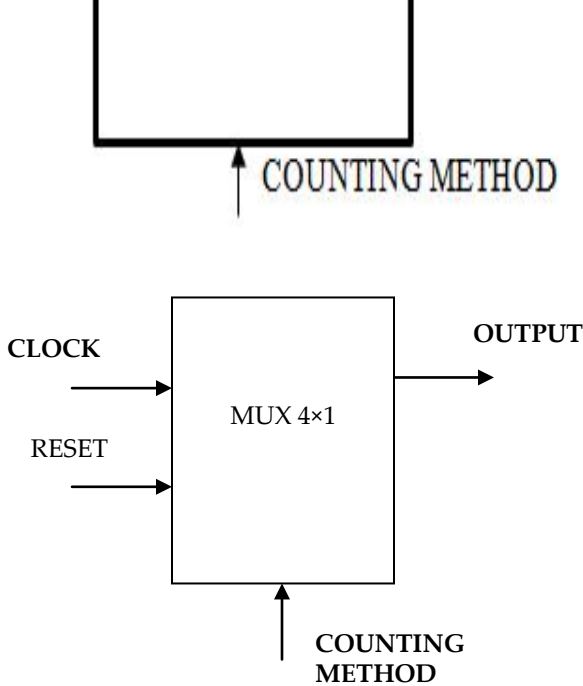 COUNTING METHOD
OUTPUT
CLOCK
MUX 4×1
RESET
COUNTING
METHOD